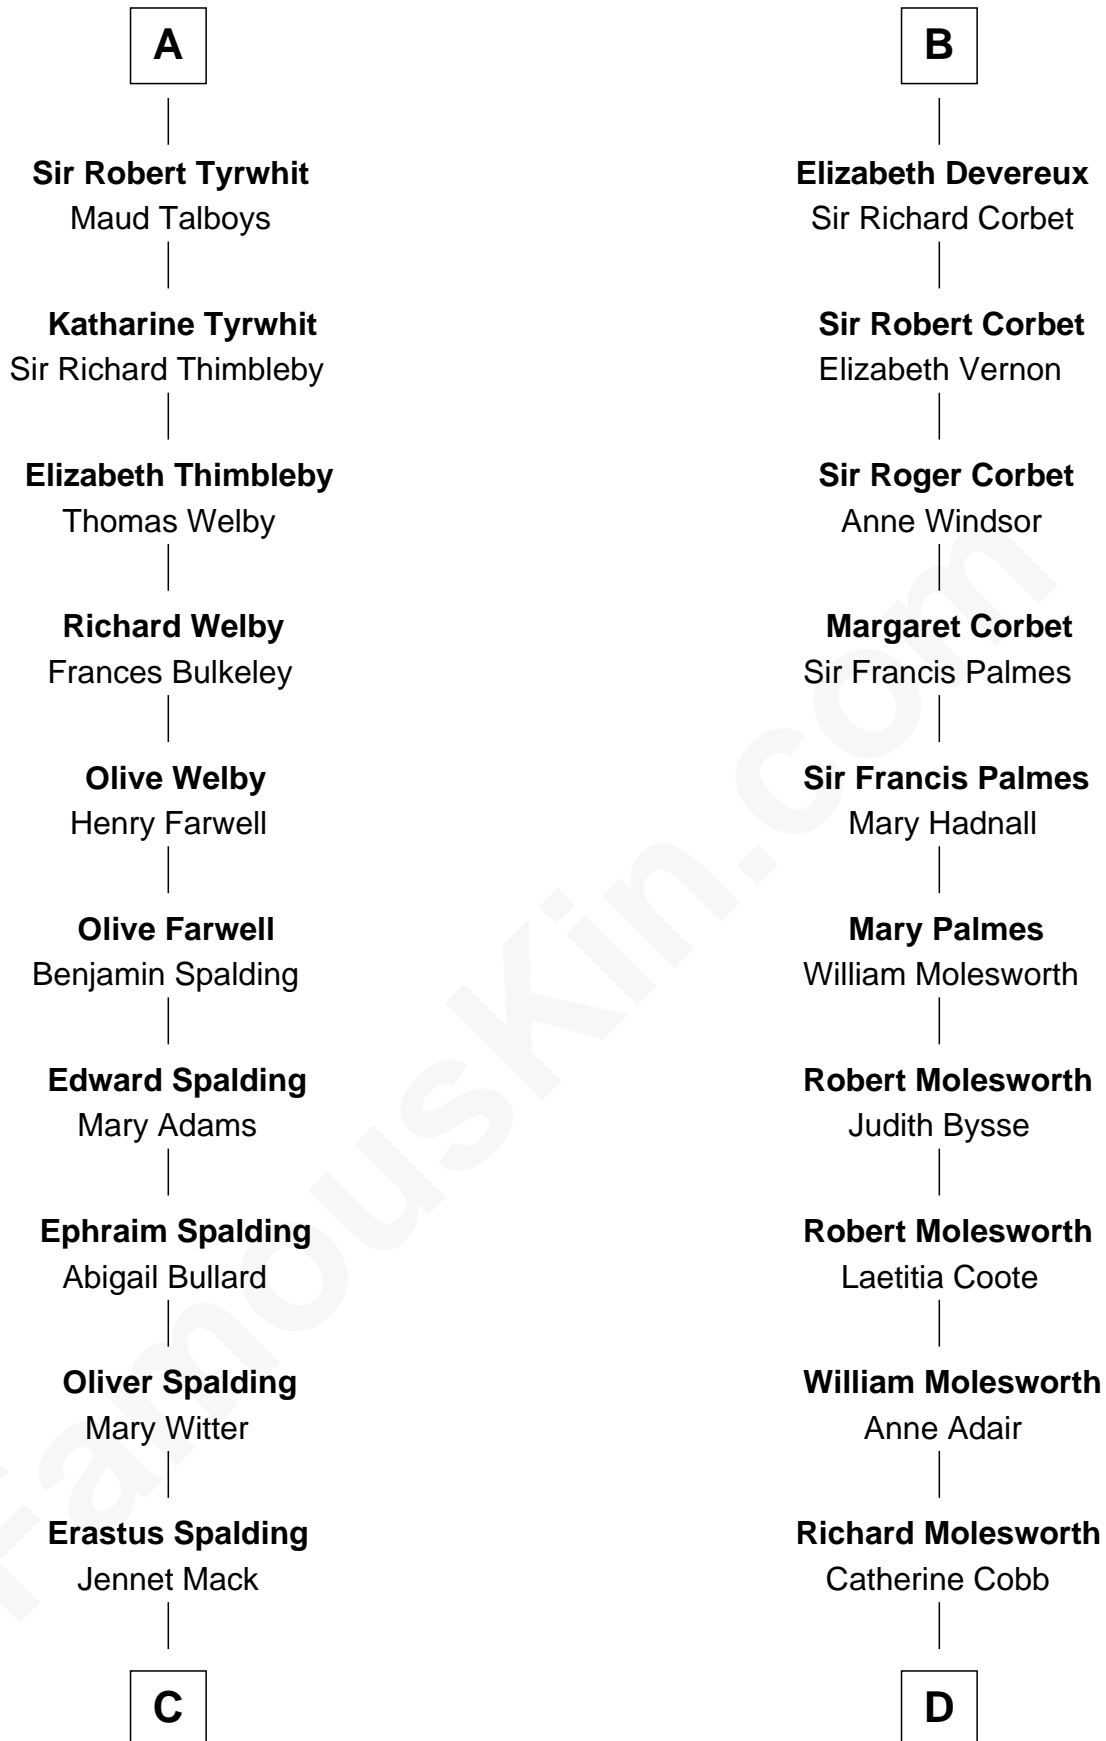 A
Sir Robert Tyrwhit
Maud Talboys
Katharine Tyrwhit
Sir Richard Thimbleby
Elizabeth Thimbleby
Thomas Welby
Richard Welby
Frances Bulkeley
Olive Welby
Henry Farwell
Olive Farwell
Benjamin Spalding
Edward Spalding
Mary Adams
Ephraim Spalding
Abigail Bullard
Oliver Spalding
Mary Witter
Erastus Spalding
Jennet Mack
C
B
Elizabeth Devereux
Sir Richard Corbet
Sir Robert Corbet
Elizabeth Vernon
Sir Roger Corbet
Anne Windsor
Margaret Corbet
Sir Francis Palmes
Sir Francis Palmes
Mary Hadnall
Mary Palmes
William Molesworth
Robert Molesworth
Judith Bysse
Robert Molesworth
Laetitia Coote
William Molesworth
Anne Adair
Richard Molesworth
Catherine Cobb
D
FamousKin.com